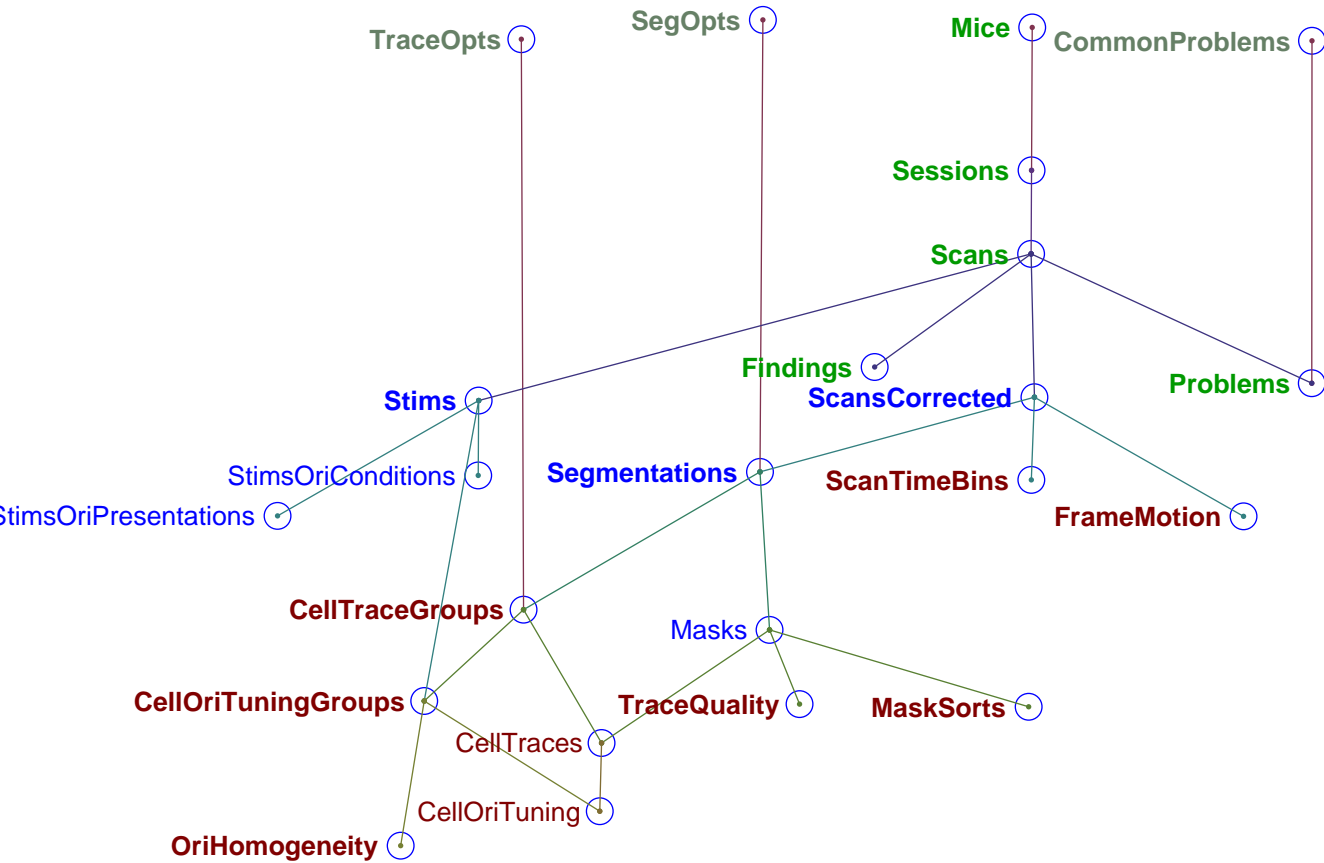 SegOpts
Mice
TraceOpts
CommonProblems
Sessions
Scans
Findings
Problems
Stims
ScansCorrected
StimsOriConditions
Segmentations
ScanTimeBins
StimsOriPresentations
FrameMotion
CellTraceGroups
Masks
CellOriTuningGroups
TraceQuality
MaskSorts
CellTraces
CellOriTuning
OriHomogeneity